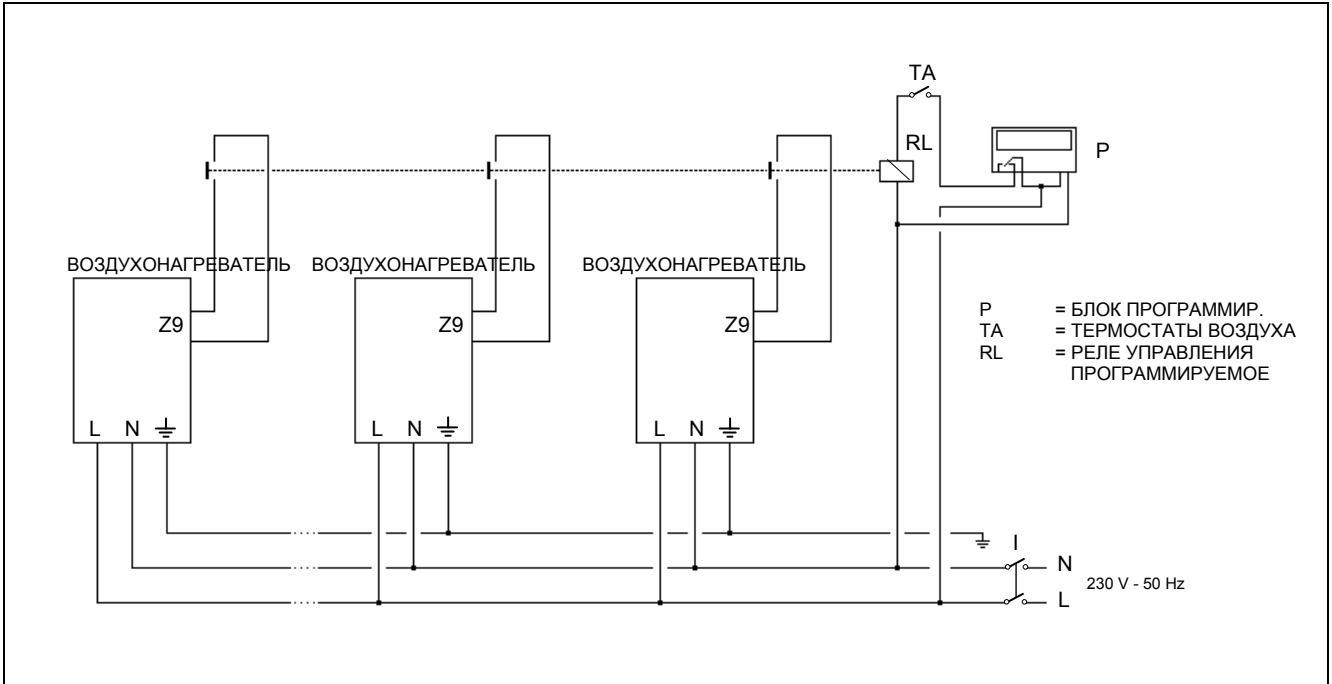 TA
RL
P
ВОЗДУХОНАГРЕВАТЕЛЬ ВОЗДУХОНАГРЕВАТЕЛЬ ВОЗДУХОНАГРЕВАТЕЛЬ
Z9 Z9 Z9
P = БЛОК ПРОГРАММИР.
TA = ТЕРМОСТАТЫ ВОЗДУХА
RL = РЕЛЕ УПРАВЛЕНИЯ
ПРОГРАММИРУЕМОЕ
L N L N L N
I
N
230 V - 50 Hz
L